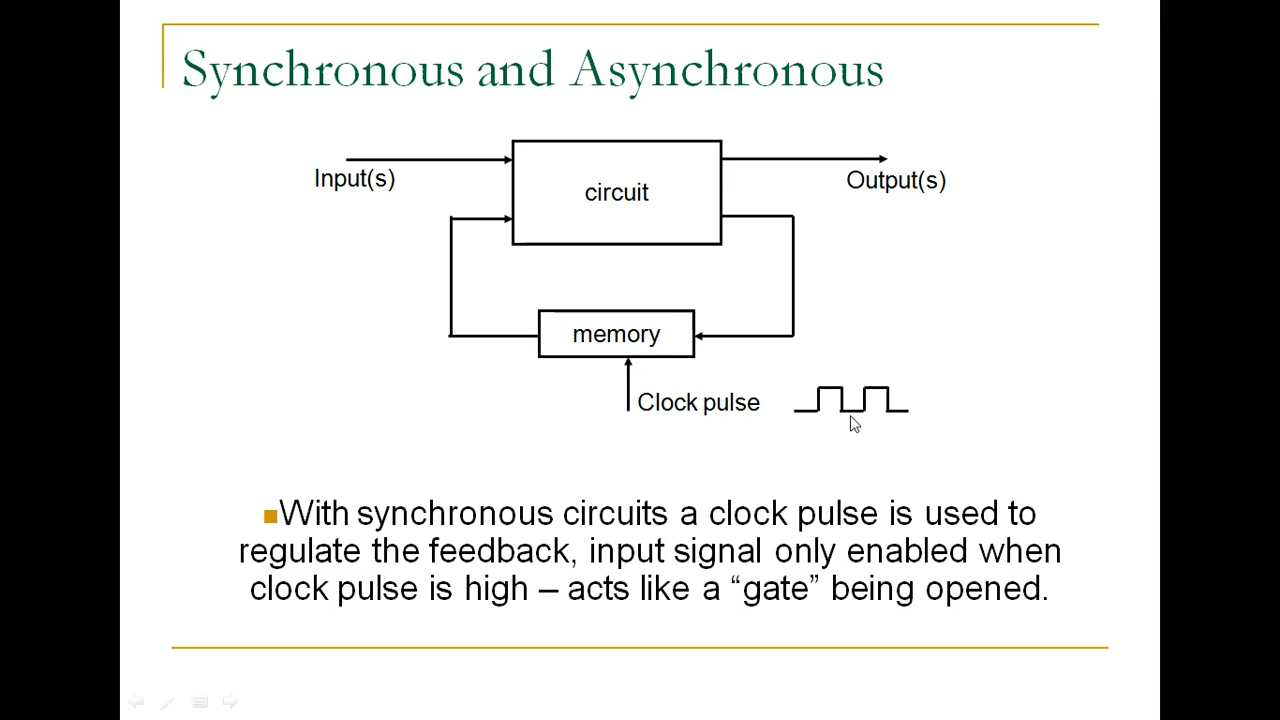 Synchronous and Asynchronous
Input(s)
circuit
Output(s)
memory
Clock pulse
With synchronous circuits a clock pulse is used to
regulate the feedback, input signal only enabled when
clock pulse is high – acts like a “gate” being opened.